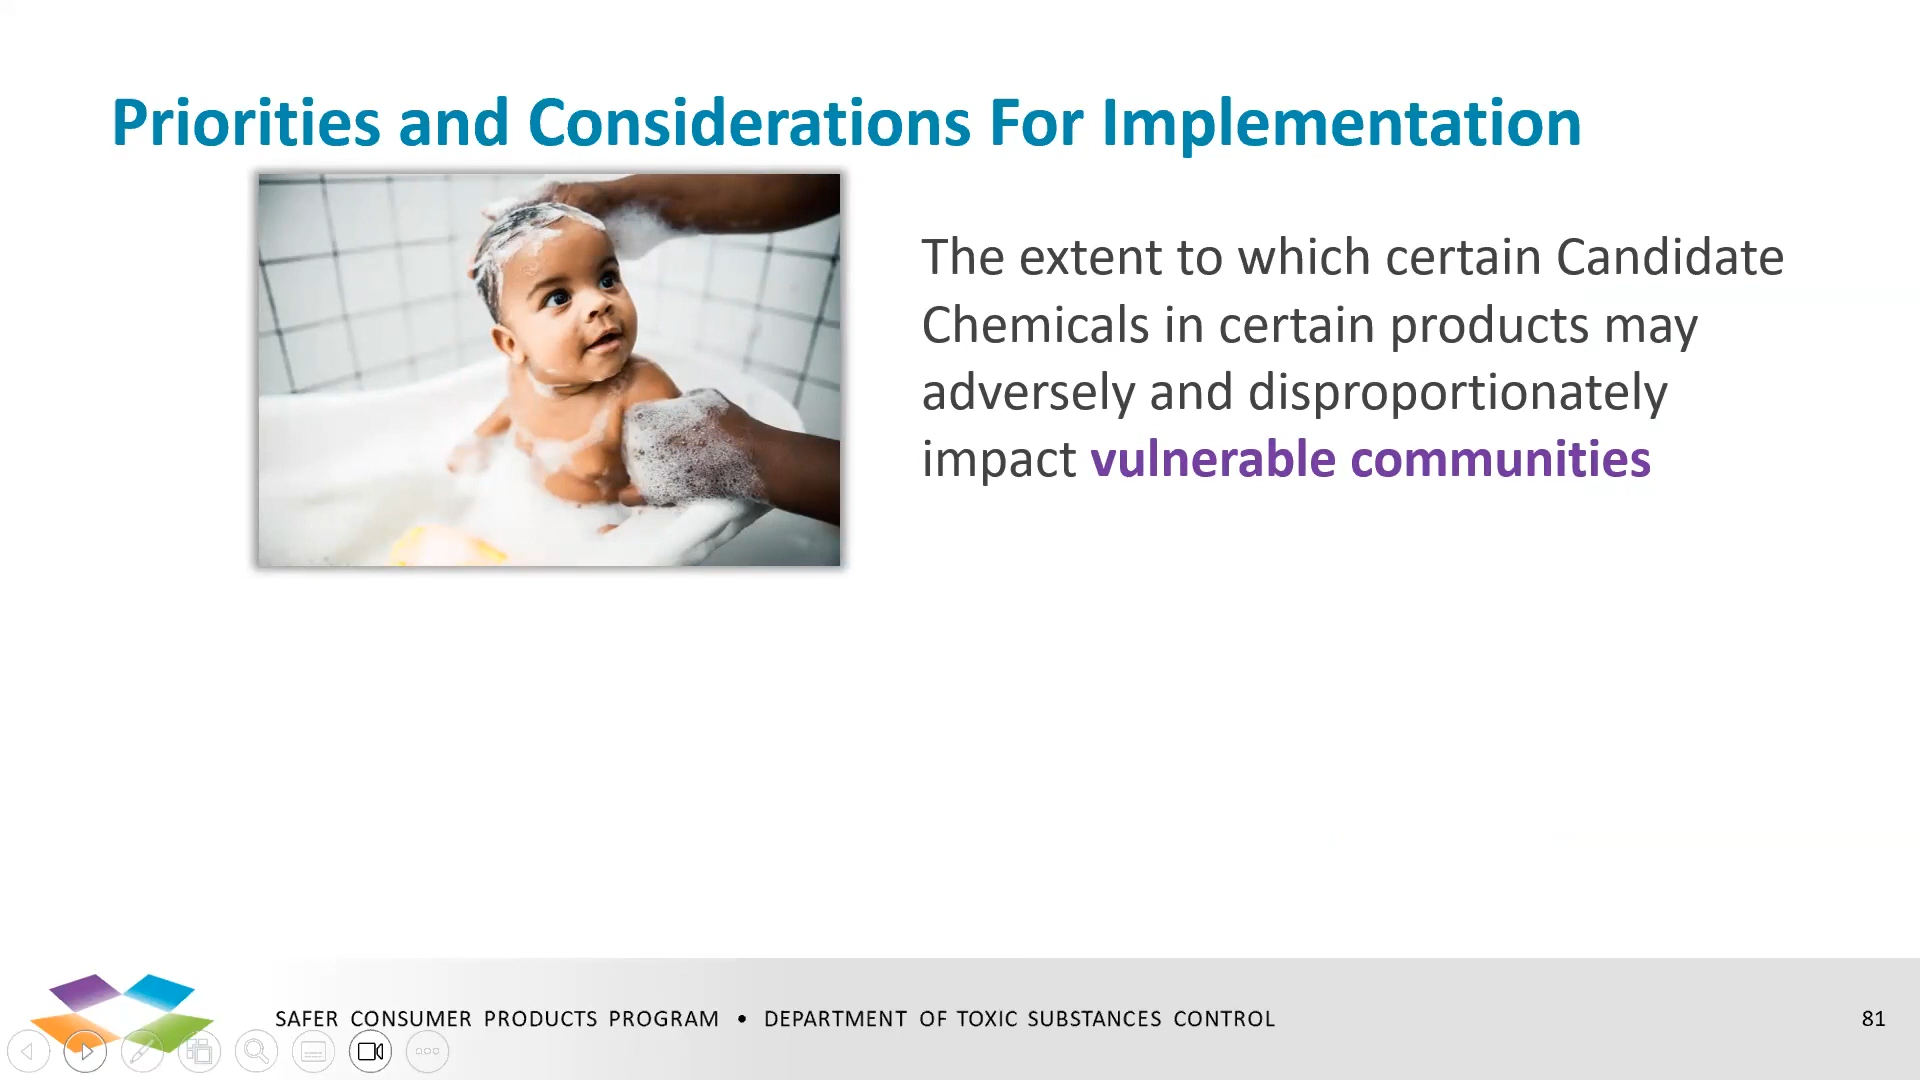 Priorities and Considerations For Implementation
The extent to which certain Candidate
Chemicals in certain products may
adversely and disproportionately
impact vulnerable communities
SAFER CONSUMER PRODUCTS PROGRAM • DEPARTMENT OF TOXIC SUBSTANCES CONTROL
81